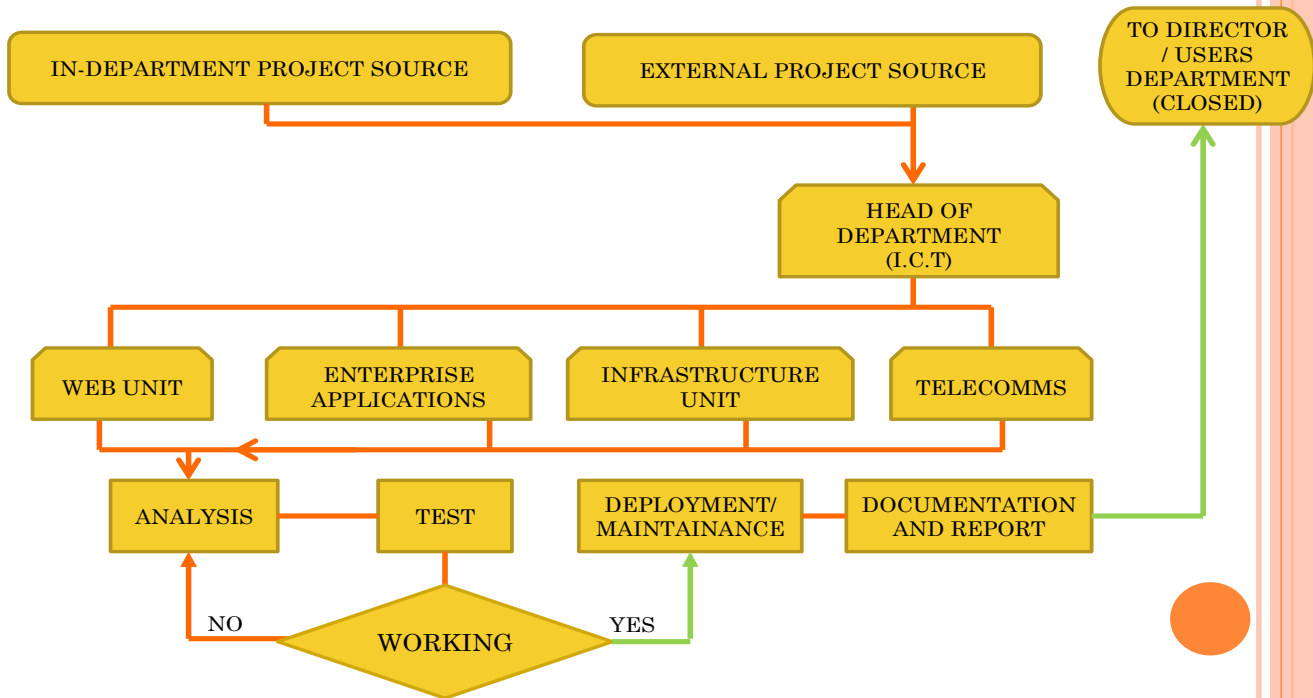 IN-DEPARTMENT PROJECT SOURCE
EXTERNAL PROJECT SOURCE
TO DIRECTOR
/ USERS
DEPARTMENT
(CLOSED)
HEAD OF
DEPARTMENT
(I.C.T)
WEB UNIT
ENTERPRISE
APPLICATIONS
INFRASTRUCTURE
UNIT
TELECOMMS
ANALYSIS
TEST
DEPLOYMENT/
MAINTAINANCE
DOCUMENTATION
AND REPORT
NO
WORKING
YES